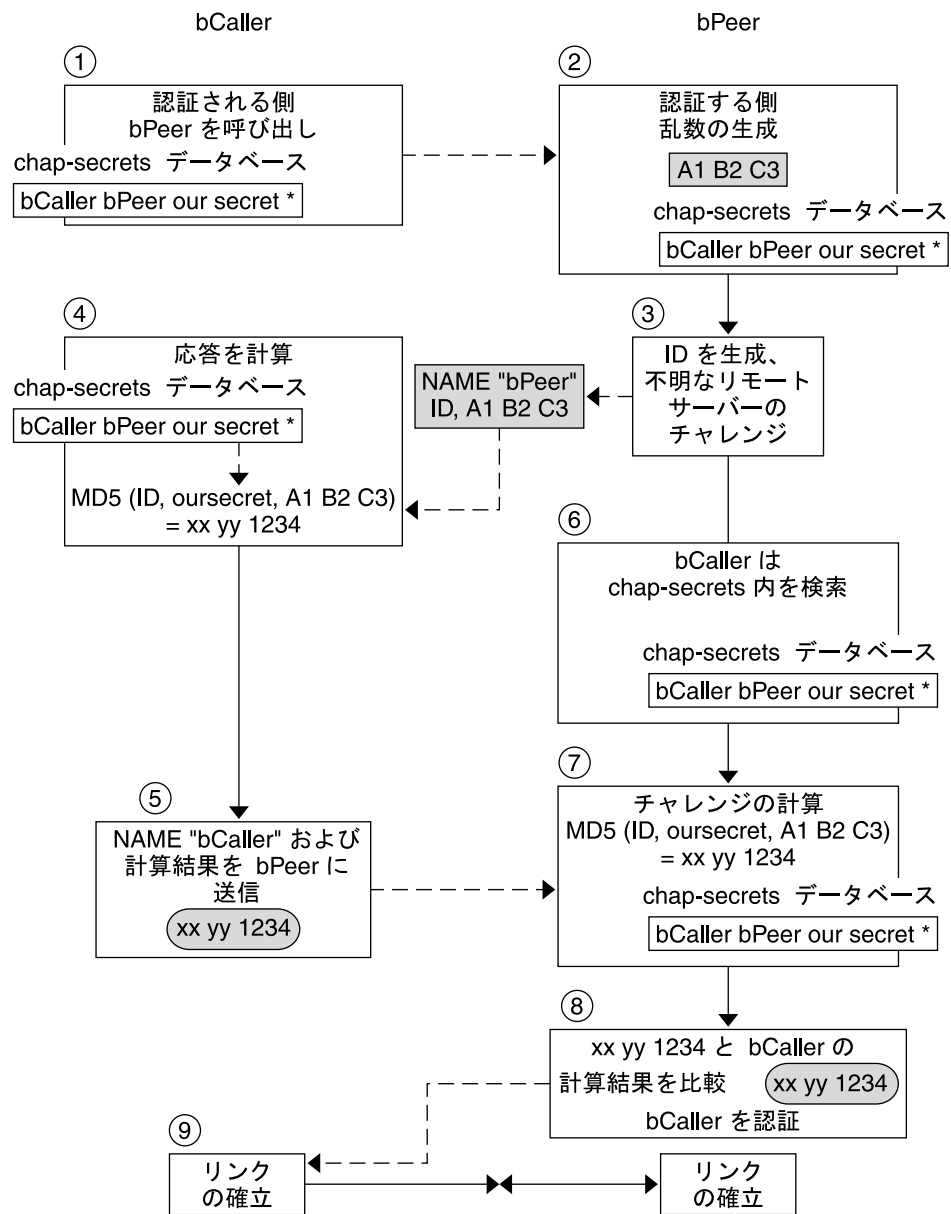 bCaller
bPeer
①
認証される側
bPeer を呼び出し
chap-secrets データベース
bCaller bPeer our secret *
②
認証する側
乱数の生成
A1 B2 C3
chap-secrets データベース
bCaller bPeer our secret *
③
ID を生成、
不明なリモート
サーバーの
チャレンジ
NAME "bPeer"
ID, A1 B2 C3
④
応答を計算
chap-secrets データベース
bCaller bPeer our secret *
MD5 (ID, oursecret, A1 B2 C3)
= xx yy 1234
⑤
NAME "bCaller" および
計算結果を bPeer に
送信
xx yy 1234
⑥
bCaller は
chap-secrets 内を検索
chap-secrets データベース
bCaller bPeer our secret *
⑦
チャレンジの計算
MD5 (ID, oursecret, A1 B2 C3)
= xx yy 1234
chap-secrets データベース
bCaller bPeer our secret *
⑧
xx yy 1234 と bCaller の
計算結果を比較 xx yy 1234
bCaller を認証
⑨
リンク
の確立
リンク
の確立